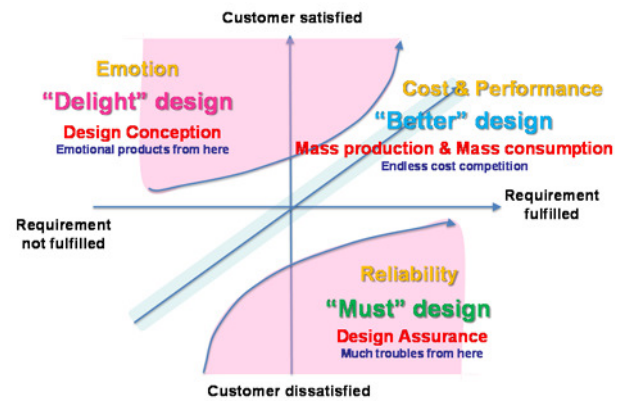 Customer satisfied
Emotion
“Delight” design
Design Conception
Emotional products from here
Cost & Performance
“Better” design
Mass production & Mass consumption
Endless cost competition
Requirement
not fulfilled
Requirement
fulfilled
Reliability
“Must” design
Design Assurance
Much troubles from here
Customer dissatisfied